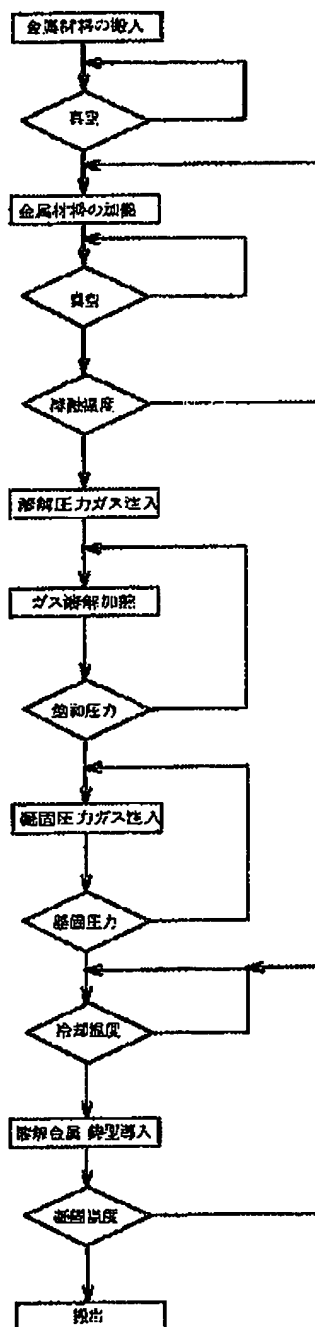 金属材料の搬入
真空
金属材料の加熱
真空
溶融温度
溶解圧力ガス注入
ガス溶解加熱
飽和圧力
凝固圧力ガス注入
凝固圧力
冷却温度
溶解金属 鋳型導入
凝固温度
搬出